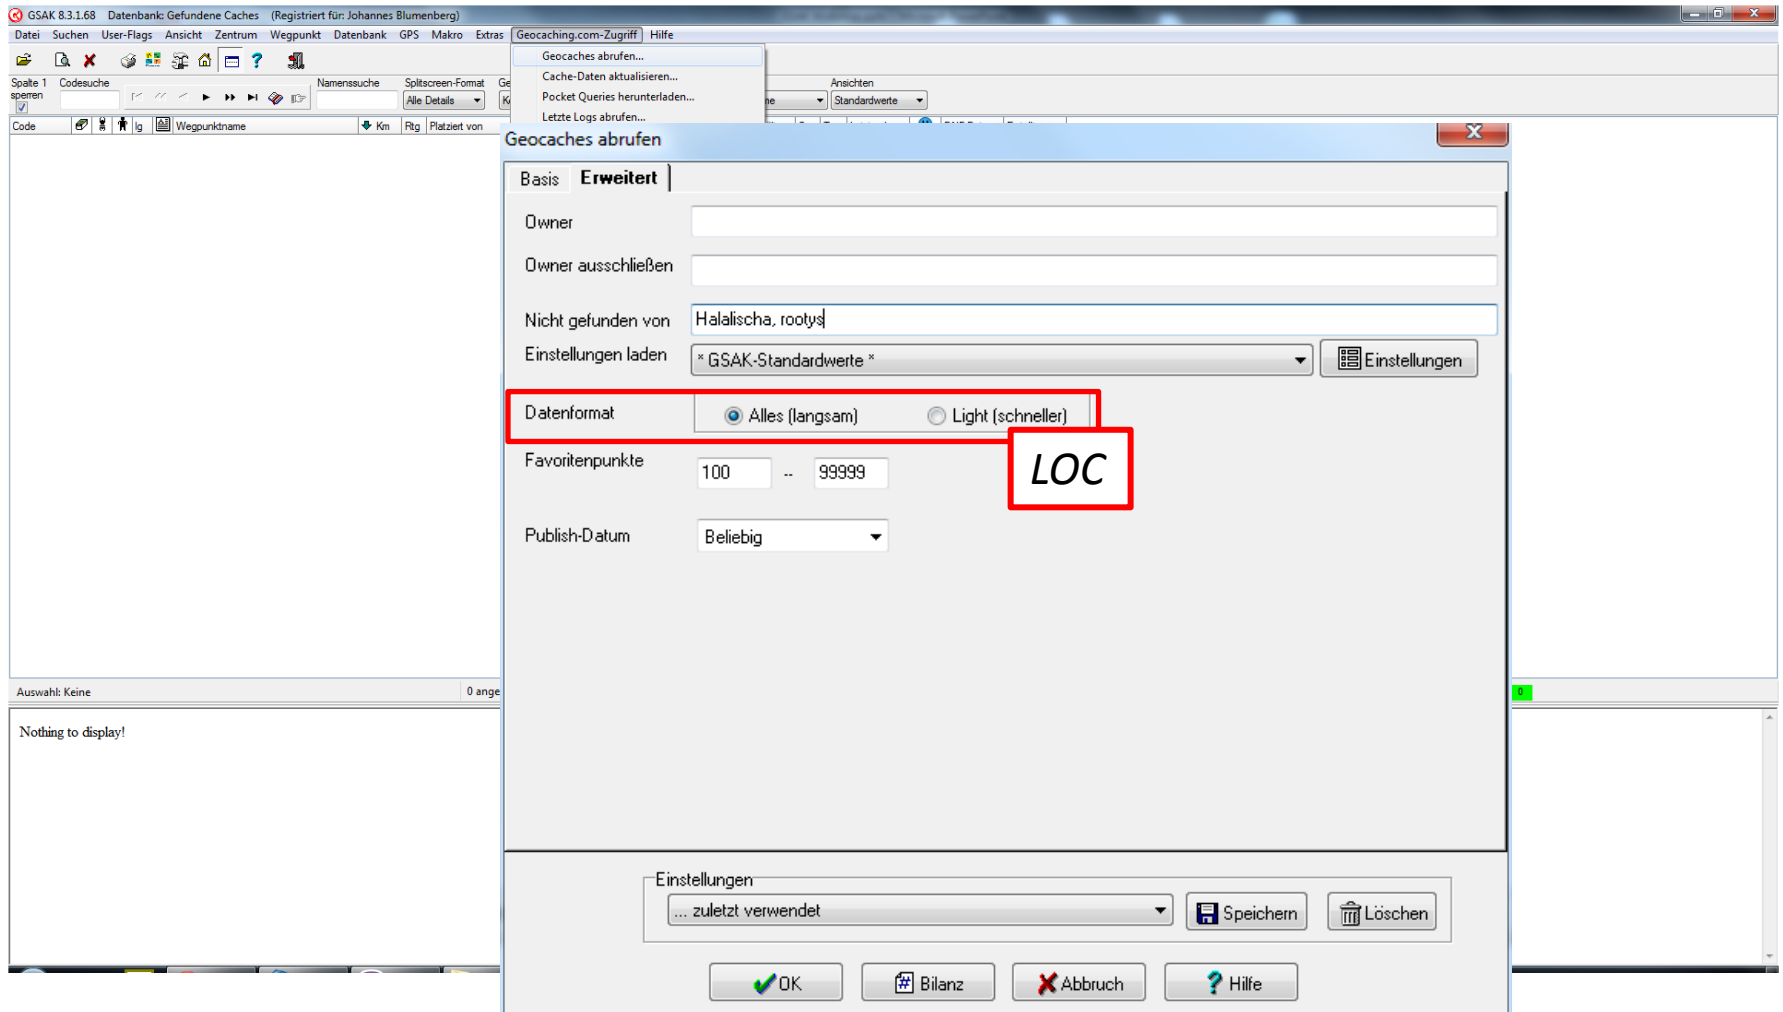 GSAK 8.3.1.68 Datenbank: Gefundene Caches (Registriert für: Johannes Blumenberg)
Datei Suchen User-Flags Ansicht Zentrum Wegpunkt Datenbank GPS Makro Extras Geocaching.com-Zugriff Hilfe
Geocaches abrufen...
Cache-Daten aktualisieren...
Pocket Queries herunterladen...
Letzte Logs abrufen...
Spalte 1 sperren
Codesuche
Namenssuche
Splitscreen-Format
Alle Details
Ansichten
Standardwerte
Code lg Wegpunktname Km Rtg Platziert von
Geocaches abrufen
Basis Erweitert
Owner
Owner ausschließen
Nicht gefunden von Halalischa, rootys
Einstellungen laden * GSAK-Standardwerte * Einstellungen
Datenformat Alles (langsam) Light (schneller)
LOC
Favoritenpunkte 100 -- 99999
Publish-Datum Beliebig
Auswahl: Keine 0 ange 0
Nothing to display!
Einstellungen
... zuletzt verwendet Speichern Löschen
OK Bilanz Abbruch Hilfe